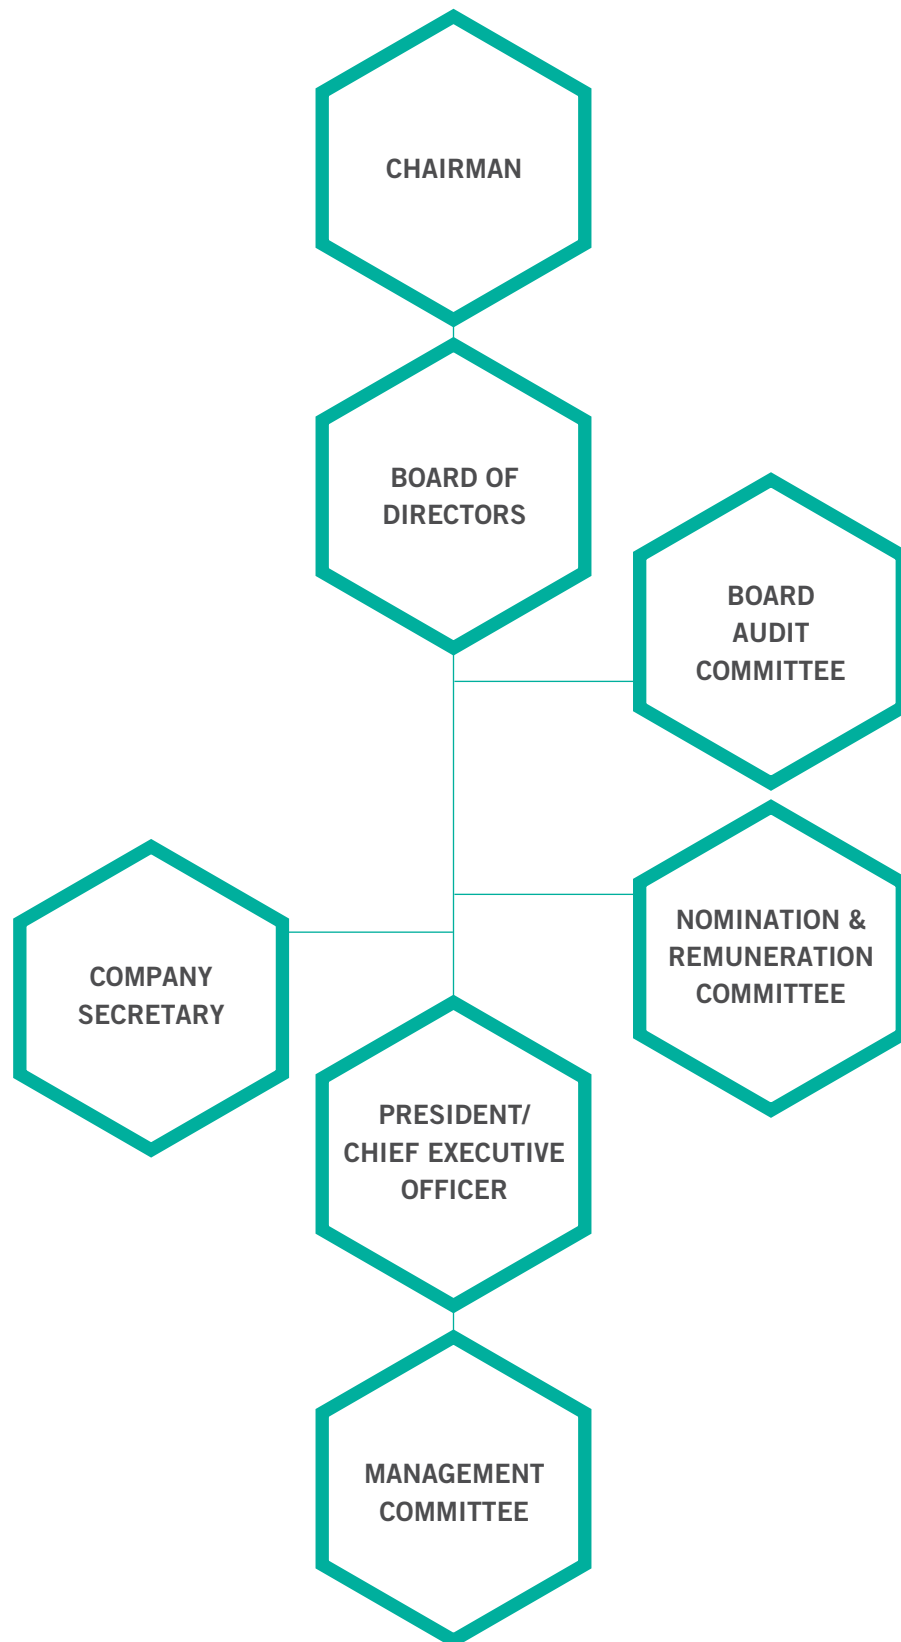 CHAIRMAN
BOARD OF
DIRECTORS
BOARD
AUDIT
COMMITTEE
NOMINATION &
REMUNERATION
COMMITTEE
COMPANY
SECRETARY
PRESIDENT/
CHIEF EXECUTIVE
OFFICER
MANAGEMENT
COMMITTEE